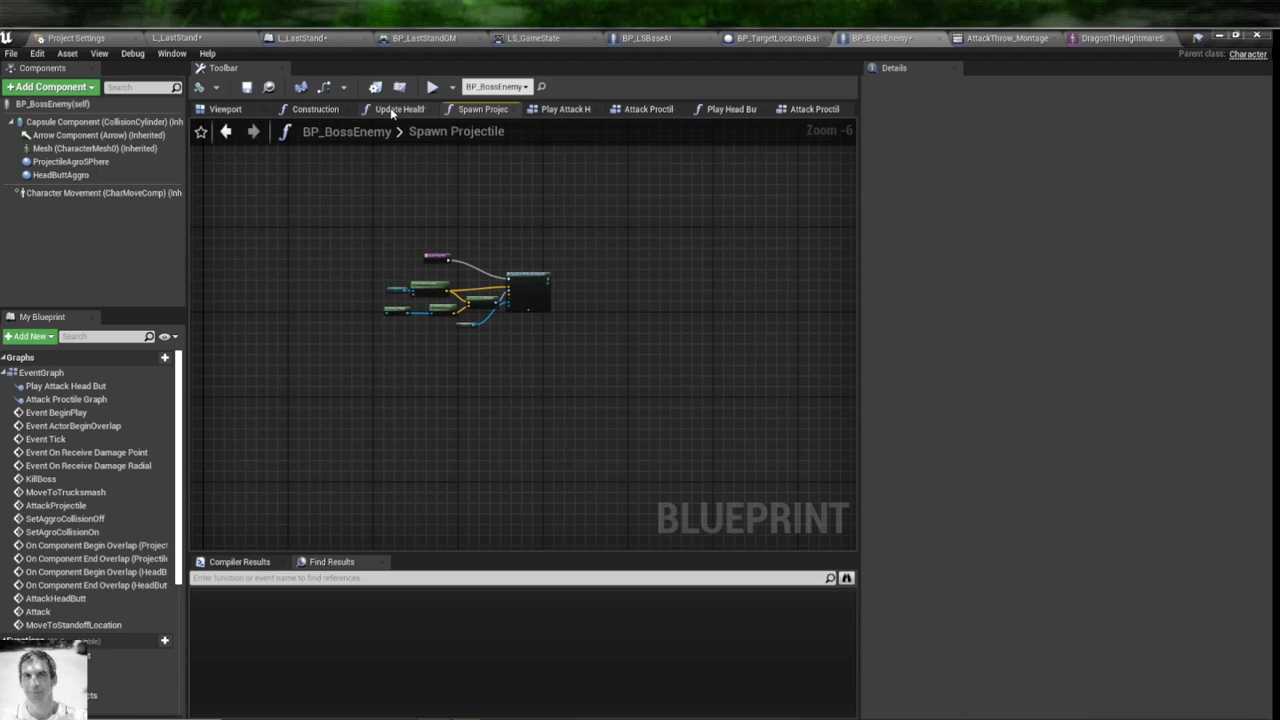 Project Settings
L_LastStand*
L_LastStand*
BP_LastStandGM
LS_GameState
BP_LSBaseAI
BP_TargetLocationBas
BP_BossEnemy*
AttackThrow_Montage
DragonTheNightmareS
File Edit Asset View Debug Window Help
Parent class: Character
Components
Toolbar
Details
+Add Component
Search
BP_BossEnemy
BP_BossEnemy(self)
Viewport
Construction
Update Health
Spawn Projec
Play Attack H
Attack Proctil
Play Head Bu
Attack Proctil
Capsule Component (CollisionCylinder) (Inh
Arrow Component (Arrow) (Inherited)
Mesh (CharacterMesh0) (Inherited)
ProjectileAgroSPhere
HeadButtAggro
Character Movement (CharMoveComp) (Inh
BP_BossEnemy > Spawn Projectile
Zoom -6
My Blueprint
+Add New
Search
Graphs
EventGraph
Play Attack Head But
Attack Proctile Graph
Event BeginPlay
Event ActorBeginOverlap
Event Tick
Event On Receive Damage Point
Event On Receive Damage Radial
KillBoss
MoveToTrucksmash
AttackProjectile
SetAggroCollisionOff
SetAgroCollisionOn
On Component Begin Overlap (Project
On Component End Overlap (Projectile
On Component Begin Overlap (HeadB
On Component End Overlap (HeadBut
AttackHeadButt
Attack
MoveToStandoffLocation
BLUEPRINT
Compiler Results
Find Results
Enter function or event name to find references...